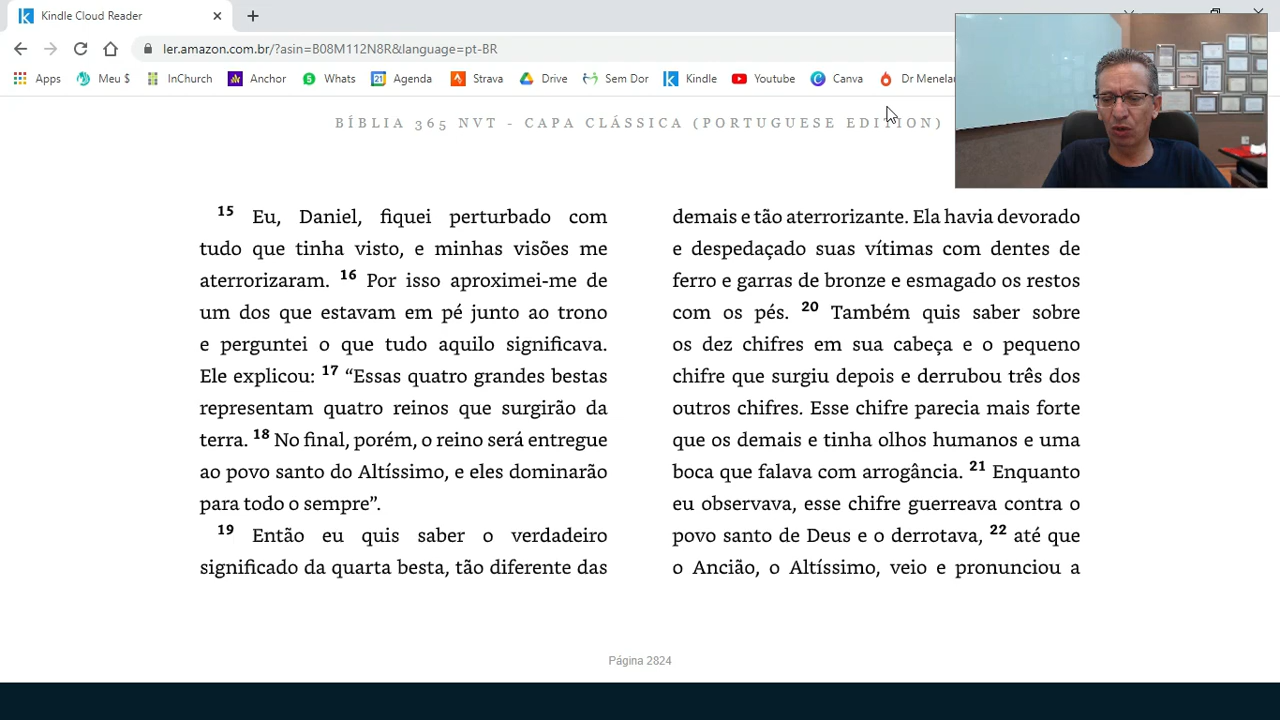 Kindle Cloud Reader
ler.amazon.com.br/?asin=B08M112N8R&language=pt-BR
Apps Meu $ InChurch Anchor Whats Agenda Strava Drive Sem Dor Kindle Youtube Canva Dr Menelau
BÍBLIA 365 NVT - CAPA CLÁSSICA (PORTUGUESE EDITION)
15 Eu, Daniel, fiquei perturbado com
tudo que tinha visto, e minhas visões me
aterrorizaram. 16 Por isso aproximei-me de
um dos que estavam em pé junto ao trono
e perguntei o que tudo aquilo significava.
Ele explicou: 17 “Essas quatro grandes bestas
representam quatro reinos que surgirão da
terra. 18 No final, porém, o reino será entregue
ao povo santo do Altíssimo, e eles dominarão
para todo o sempre”.
19 Então eu quis saber o verdadeiro
significado da quarta besta, tão diferente das
demais e tão aterrorizante. Ela havia devorado
e despedaçado suas vítimas com dentes de
ferro e garras de bronze e esmagado os restos
com os pés. 20 Também quis saber sobre
os dez chifres em sua cabeça e o pequeno
chifre que surgiu depois e derrubou três dos
outros chifres. Esse chifre parecia mais forte
que os demais e tinha olhos humanos e uma
boca que falava com arrogância. 21 Enquanto
eu observava, esse chifre guerreava contra o
povo santo de Deus e o derrotava, 22 até que
o Ancião, o Altíssimo, veio e pronunciou a
Página 2824